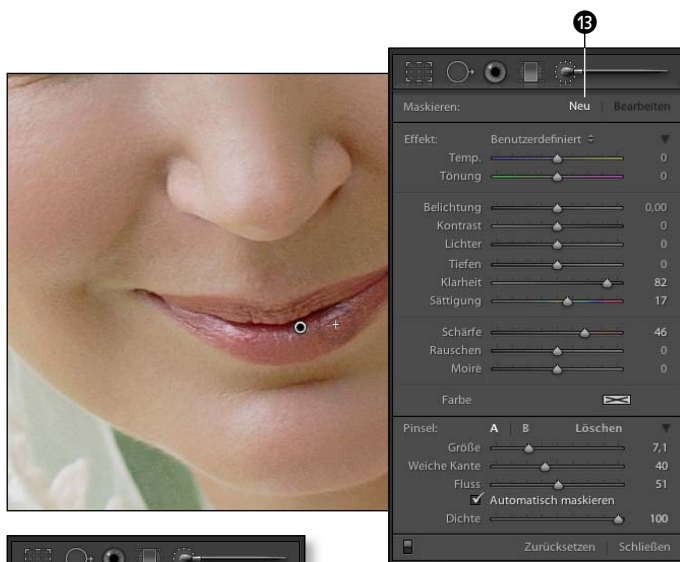 13
Maskieren: Neu | Bearbeiten
Effekt: Benutzerdefiniert
Temp. 0
Tönung 0
Belichtung 0,00
Kontrast 0
Lichter 0
Tiefen 0
Klarheit 82
Sättigung 17
Schärfe 46
Rauschen 0
Moirè 0
Farbe
Pinsel: A | B Löschen
Größe 7,1
Weiche Kante 40
Fluss 51
Automatisch maskieren
Dichte 100
Zurücksetzen | Schließen